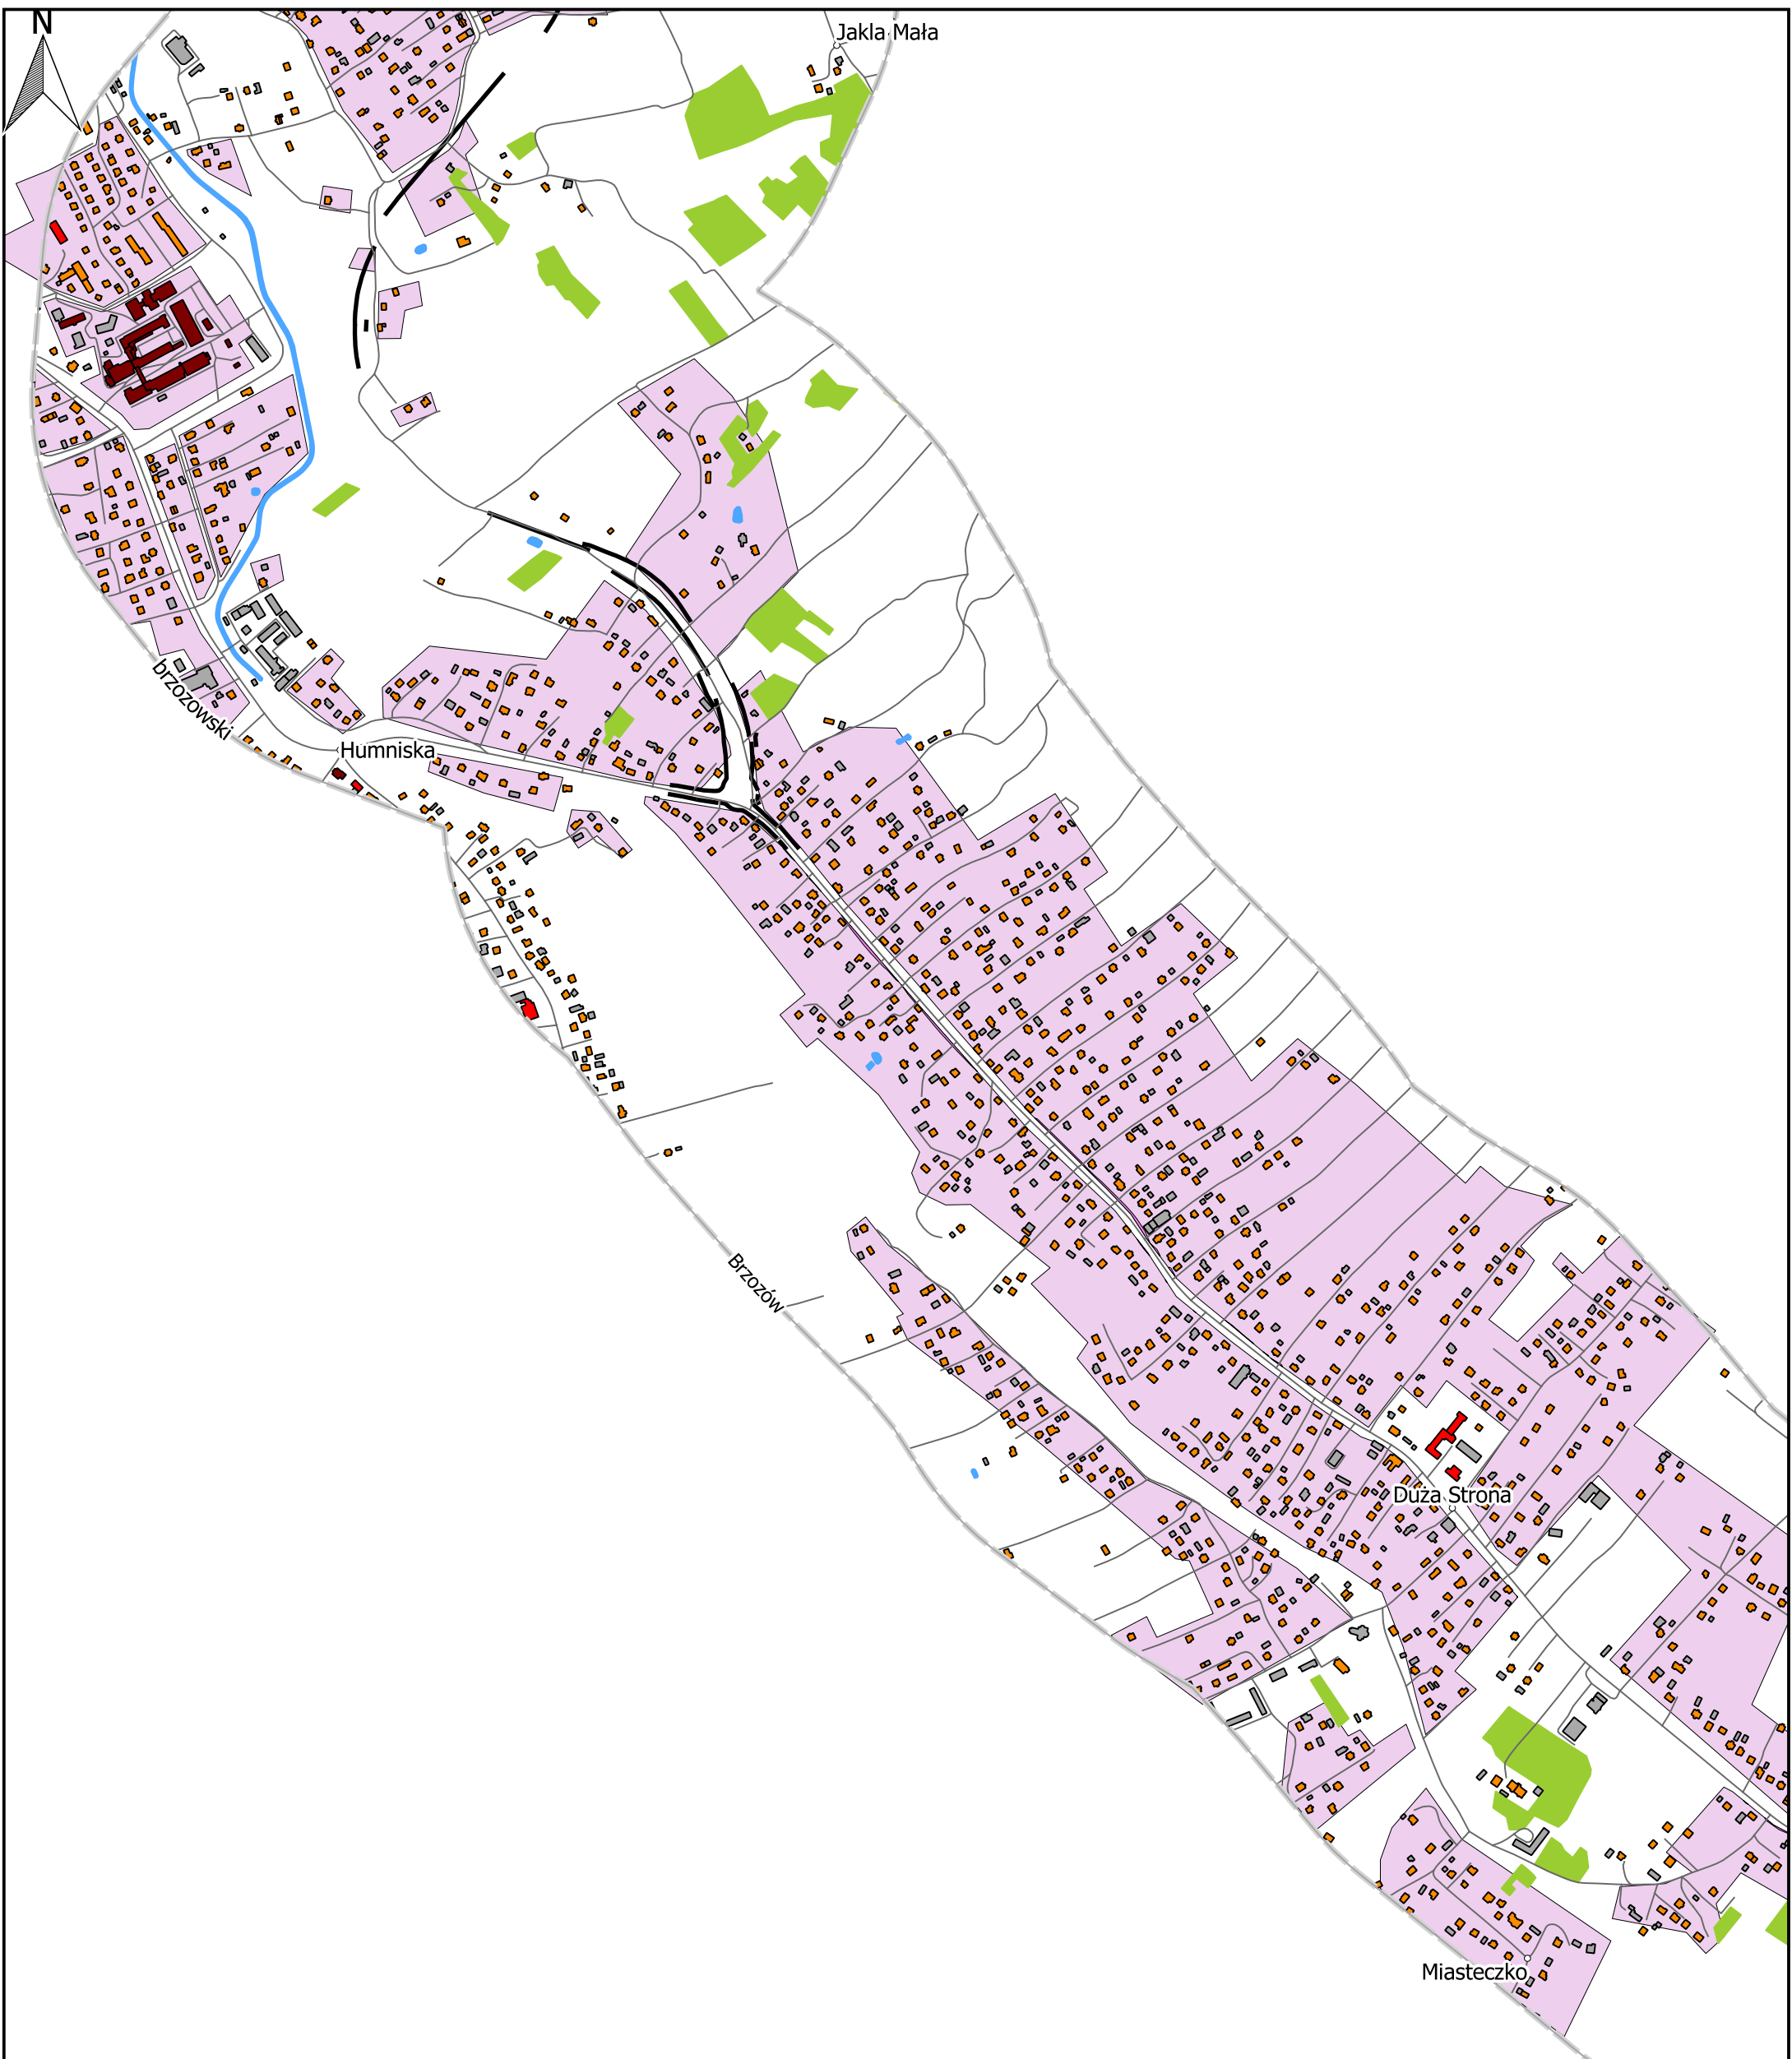 N
Jakla Mała
brzozowski
Humniska
Brzozów
Duża Strona
Miasteczko